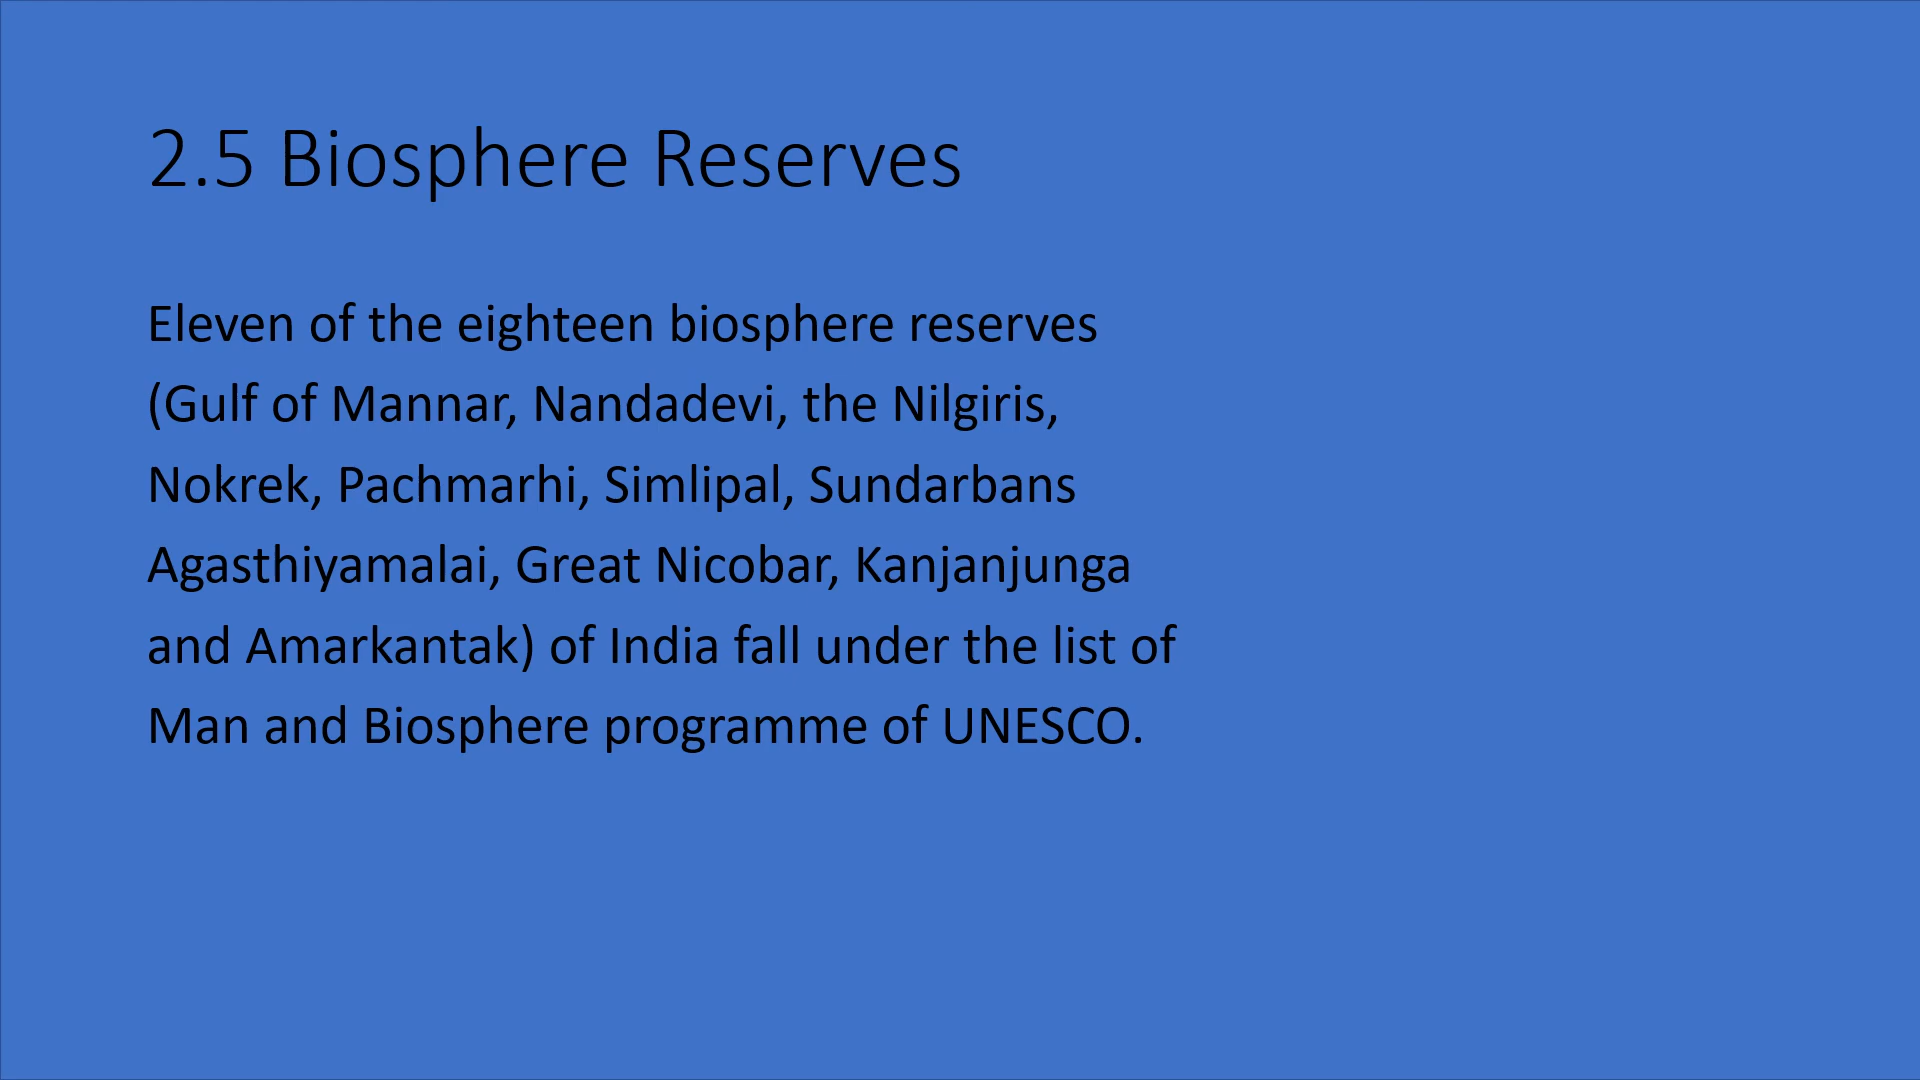 2.5 Biosphere Reserves
Eleven of the eighteen biosphere reserves
(Gulf of Mannar, Nandadevi, the Nilgiris,
Nokrek, Pachmarhi, Simlipal, Sundarbans
Agasthiyamalai, Great Nicobar, Kanjanjunga
and Amarkantak) of India fall under the list of
Man and Biosphere programme of UNESCO.